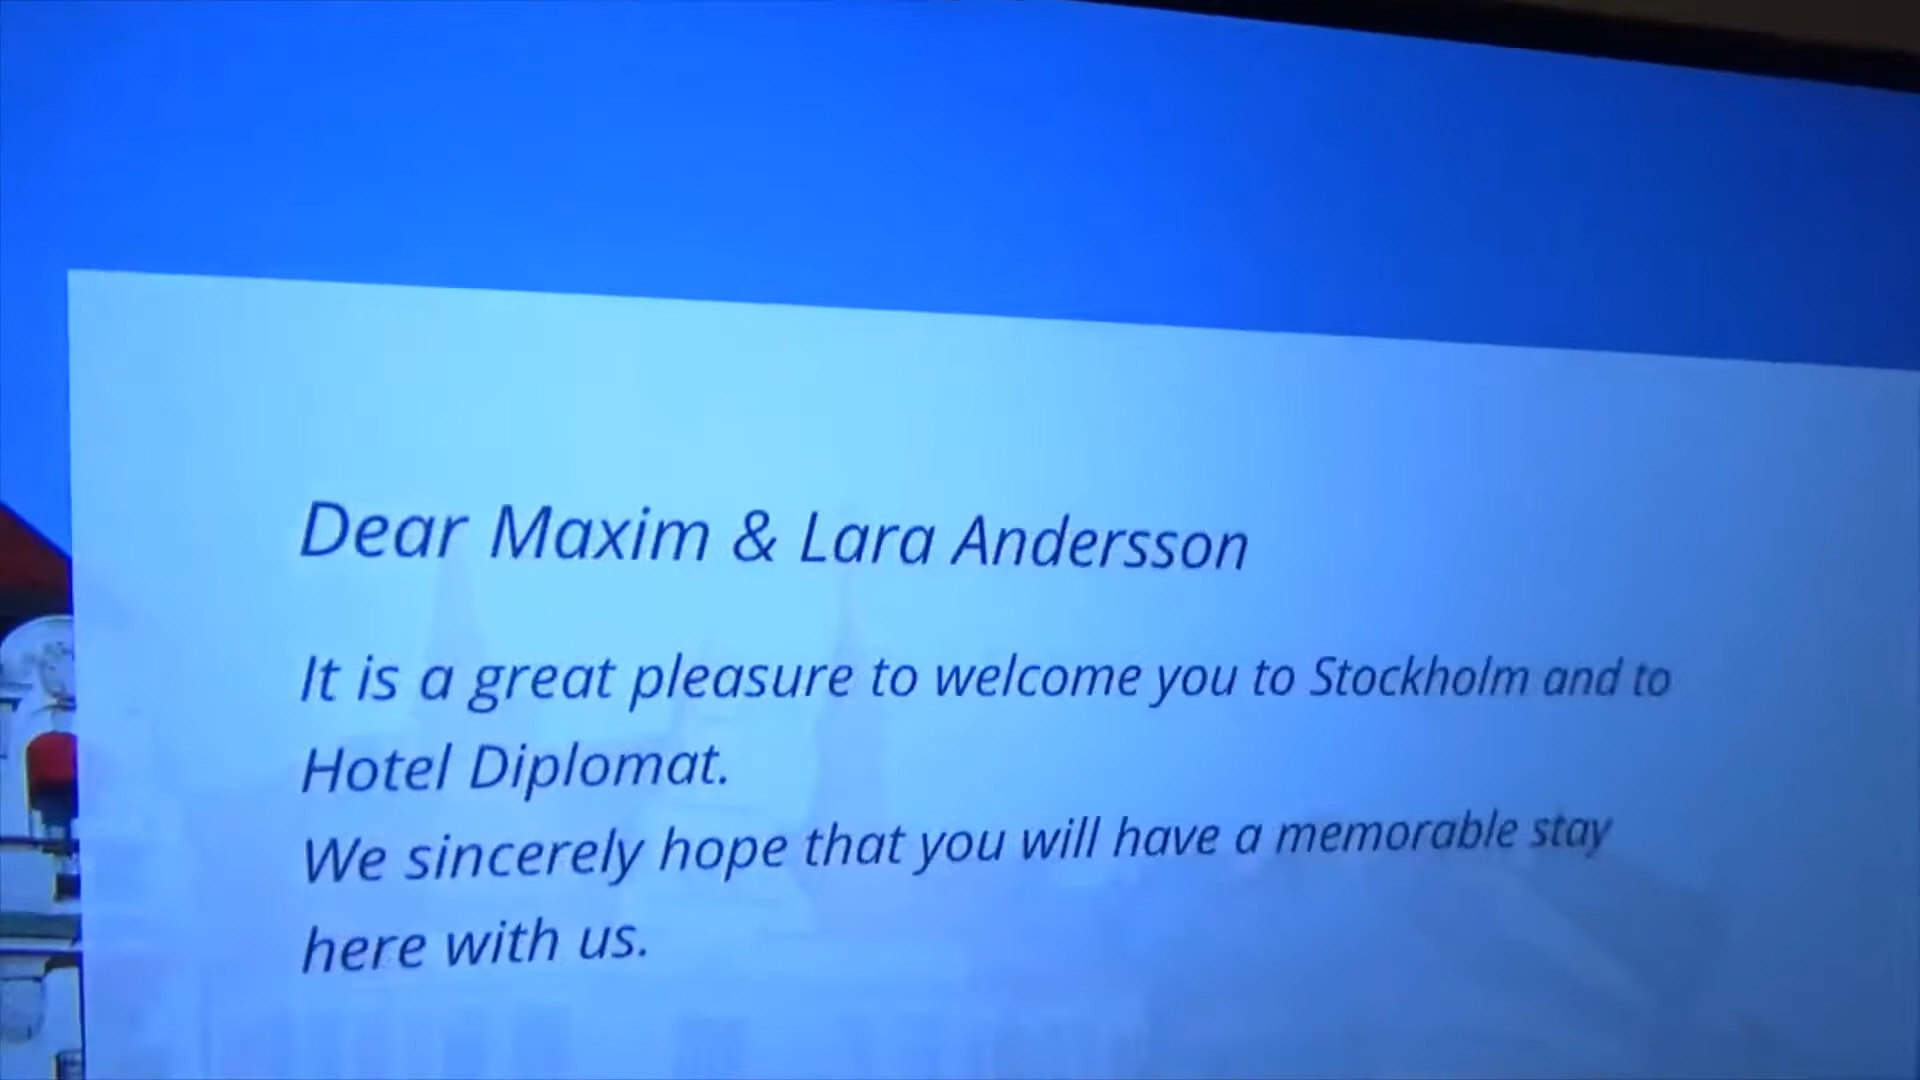 Dear Maxim & Lara Andersson
It is a great pleasure to welcome you to Stockholm and to
Hotel Diplomat.
We sincerely hope that you will have a memorable stay
here with us.